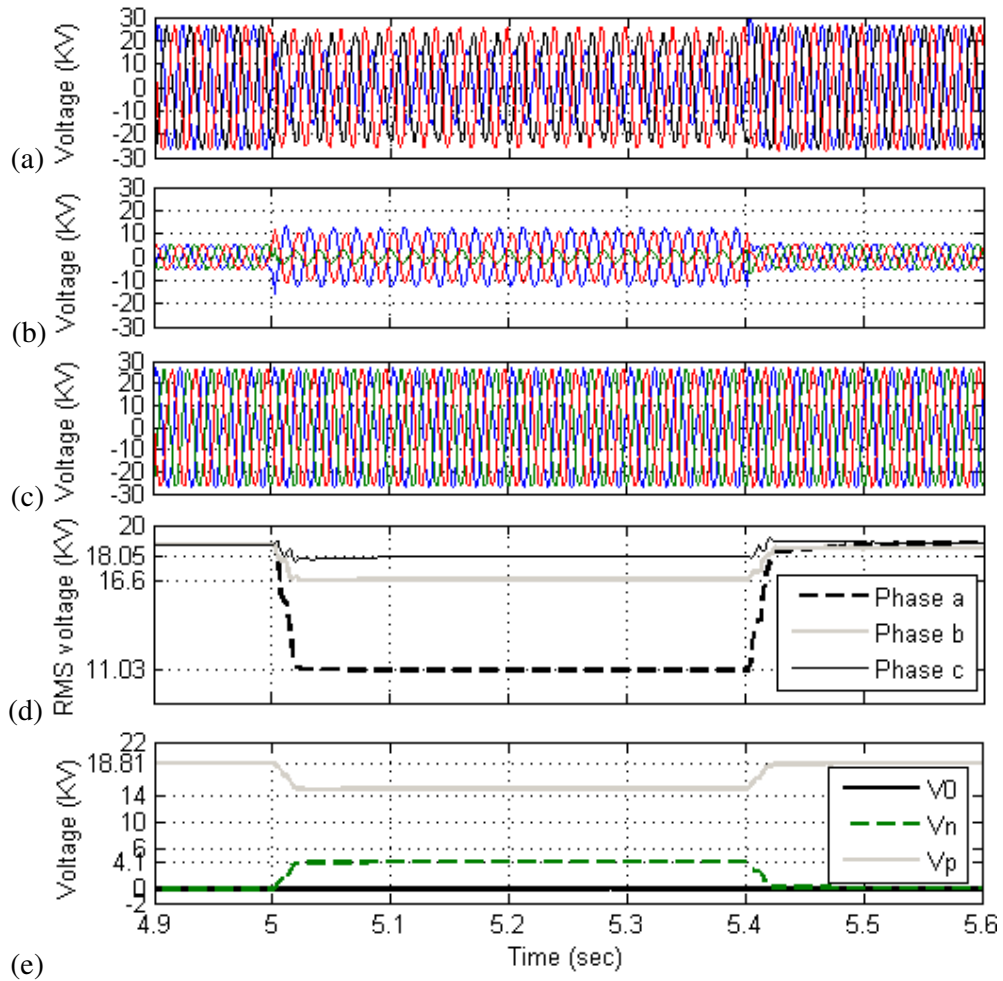 30
20
10
0
-10
-20
-30
Voltage (KV)
(a)
30
20
10
0
-10
-20
-30
Voltage (KV)
(b)
30
20
10
0
-10
-20
-30
Voltage (KV)
(c)
20
18.05
16.6
11.03
RMS voltage (KV)
Phase a
Phase b
Phase c
(d)
22
18.81
14
10
6
4.1
0
-2
Voltage (KV)
V0
Vn
Vp
4.9 5 5.1 5.2 5.3 5.4 5.5 5.6
Time (sec)
(e)